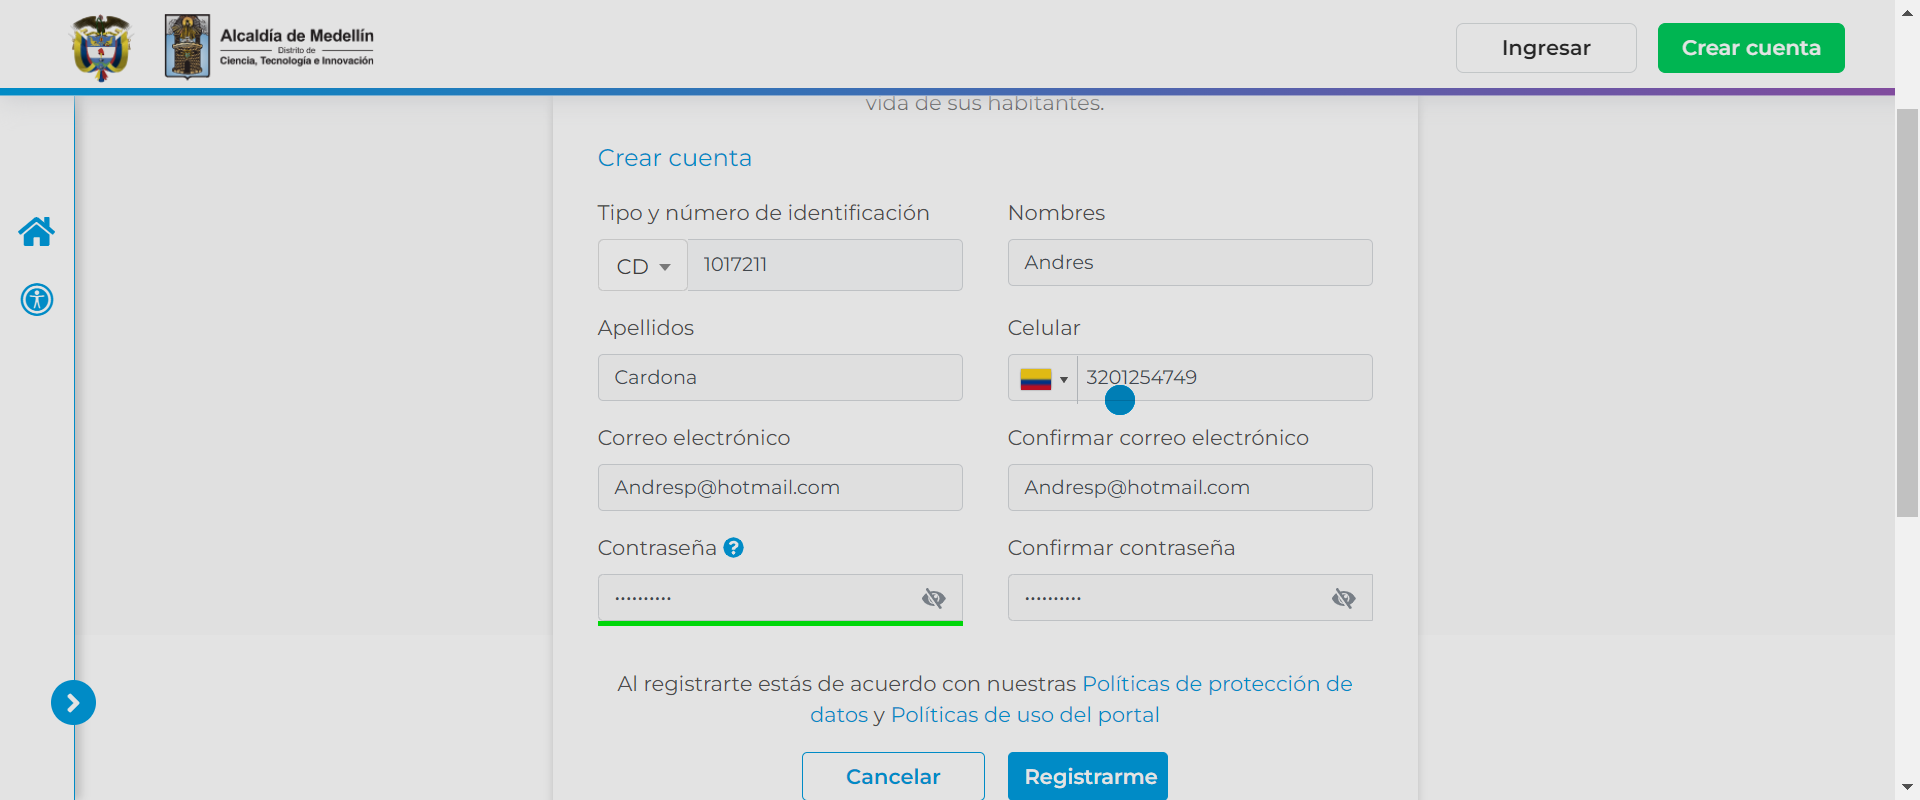 Alcaldía de Medellín
Distrito de
Ciencia, Tecnología e Innovación
Ingresar
Crear cuenta
vida de sus habitantes.
Crear cuenta
Tipo y número de identificación
Nombres
CD
1017211
Andres
Apellidos
Celular
Cardona
3201254749
Correo electrónico
Confirmar correo electrónico
Andresp@hotmail.com
Andresp@hotmail.com
Contraseña ?
Confirmar contraseña
··········
··········
Al registrarte estás de acuerdo con nuestras Políticas de protección de
datos y Políticas de uso del portal
Cancelar
Registrarme